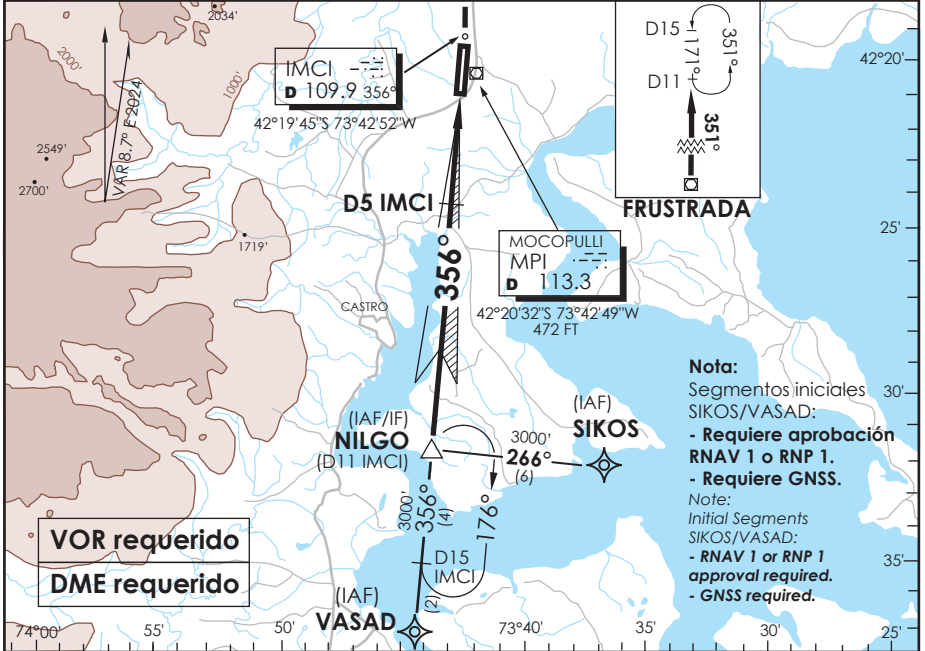 2034'
2000'
1000'
VAR 8.7° E 2024
2549'
2700'
1719'
IMCI
D 109.9 356°
42°19'45"S 73°42'52"W
D15
D11
171°
351°
351°
FRUSTRADA
42°20'
25'
30'
35'
D5 IMCI
356°
MOCOPULLI
MPI
D 113.3
42°20'32"S 73°42'49"W
472 FT
CASTRO
(IAF/IF)
NILGO
(D11 IMCI)
(IAF)
SIKOS
3000'
266°
(6)
3000'
356°
(4)
176°
D15
IMCI
(2)
(IAF)
VASAD
Nota:
Segmentos iniciales
SIKOS/VASAD:
- Requiere aprobación
RNAV 1 o RNP 1.
- Requiere GNSS.
Note:
Initial Segments
SIKOS/VASAD:
- RNAV 1 or RNP 1
approval required.
- GNSS required.
VOR requerido
DME requerido
74°00'
55'
50'
73°40'
35'
30'
25'